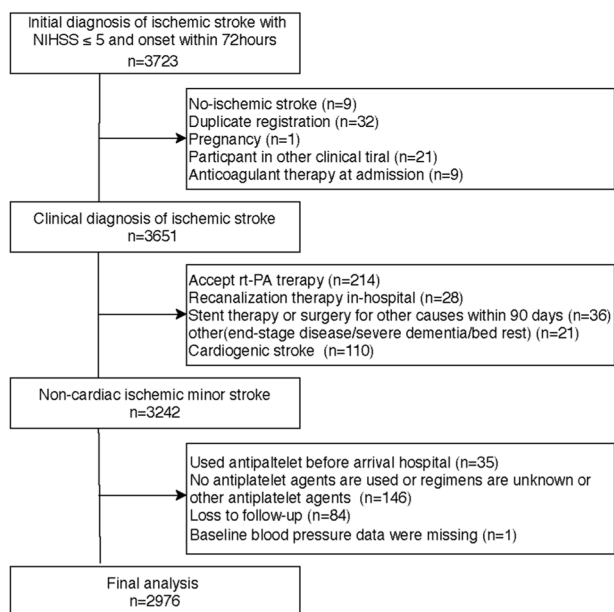 Initial diagnosis of ischemic stroke with
NIHSS ≤ 5 and onset within 72hours
n=3723
No-ischemic stroke (n=9)
Duplicate registration (n=32)
Pregnancy (n=1)
Particpant in other clinical tiral (n=21)
Anticoagulant therapy at admission (n=9)
Clinical diagnosis of ischemic stroke
n=3651
Accept rt-PA trerapy (n=214)
Recanalization therapy in-hospital (n=28)
Stent therapy or surgery for other causes within 90 days (n=36)
other(end-stage disease/severe dementia/bed rest) (n=21)
Cardiogenic stroke (n=110)
Non-cardiac ischemic minor stroke
n=3242
Used antipaltelet before arrival hospital (n=35)
No antiplatelet agents are used or regimens are unknown or
other antiplatelet agents (n=146)
Loss to follow-up (n=84)
Baseline blood pressure data were missing (n=1)
Final analysis
n=2976